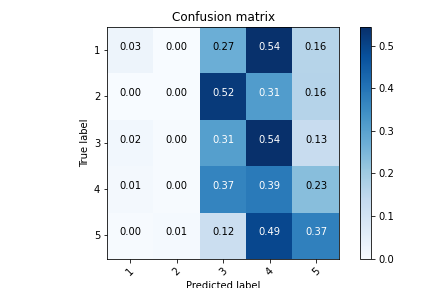 Confusion matrix
True label
1 0.03 0.00 0.27 0.54 0.16
2 0.00 0.00 0.52 0.31 0.16
3 0.02 0.00 0.31 0.54 0.13
4 0.01 0.00 0.37 0.39 0.23
5 0.00 0.01 0.12 0.49 0.37
1 2 3 4 5
Predicted label
0.5
0.4
0.3
0.2
0.1
0.0